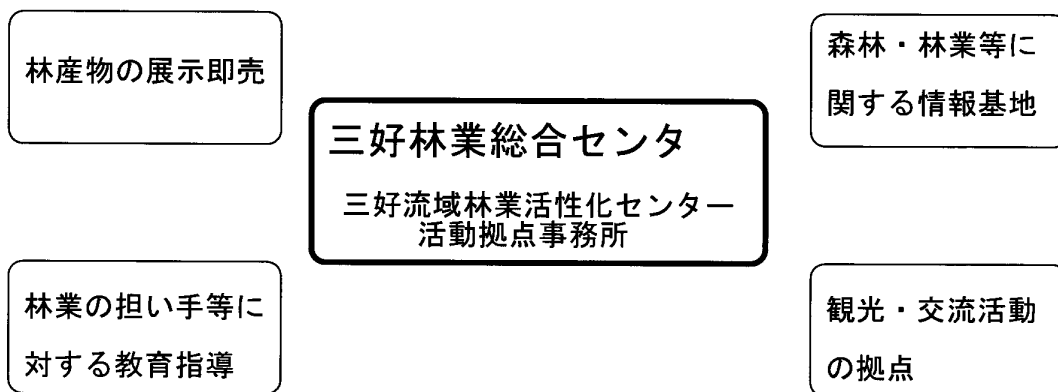 林産物の展示即売
森林・林業等に
関する情報基地
三好林業総合センタ
三好流域林業活性化センター
活動拠点事務所
林業の担い手等に
対する教育指導
観光・交流活動
の拠点